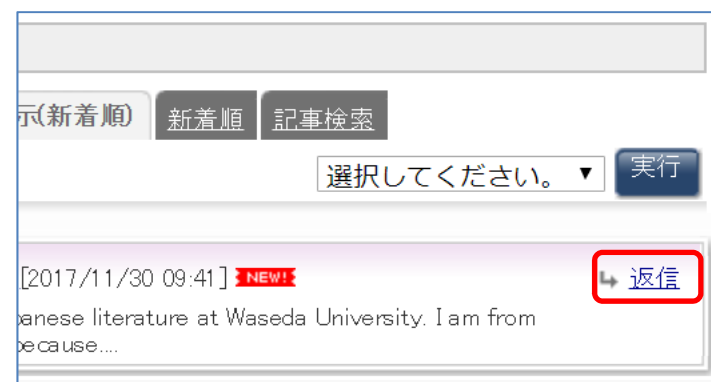 示(新着順) 新着順 記事検索
選択してください。 ▼ 実行
[2017/11/30 09:41] NEW! 返信
anese literature at Waseda University. I am from
because....